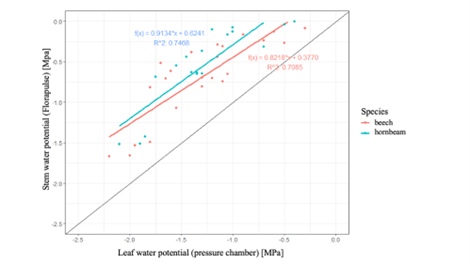 0.0
f(x) = 0.9134*x + 0.6241
R^2: 0.7468
f(x) = 0.8218*x + 0.3770
R^2: 0.7085
-0.5
-1.0
-1.5
-2.0
-2.5
Stem water potential (Florapulse) [Mpa]
Species
beech
hornbeam
-2.5 -2.0 -1.5 -1.0 -0.5 0.0
Leaf water potential (pressure chamber) [MPa]